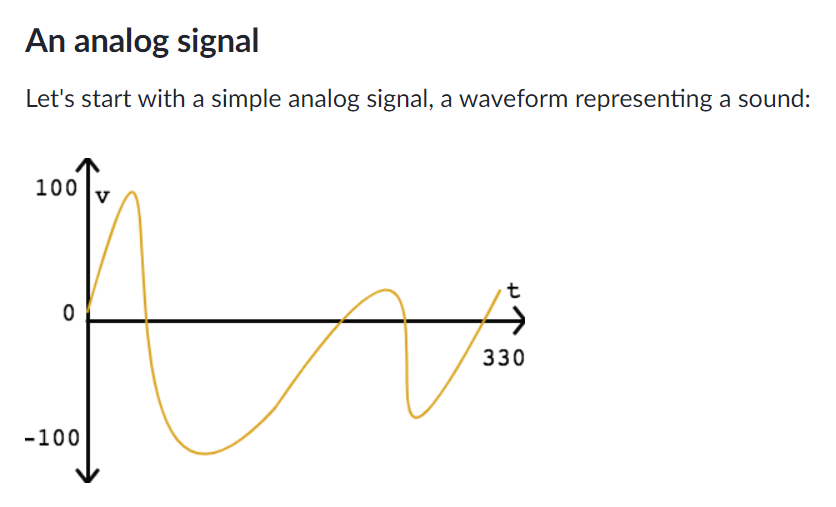 An analog signal
Let's start with a simple analog signal, a waveform representing a sound:
100
v
t
0
330
-100